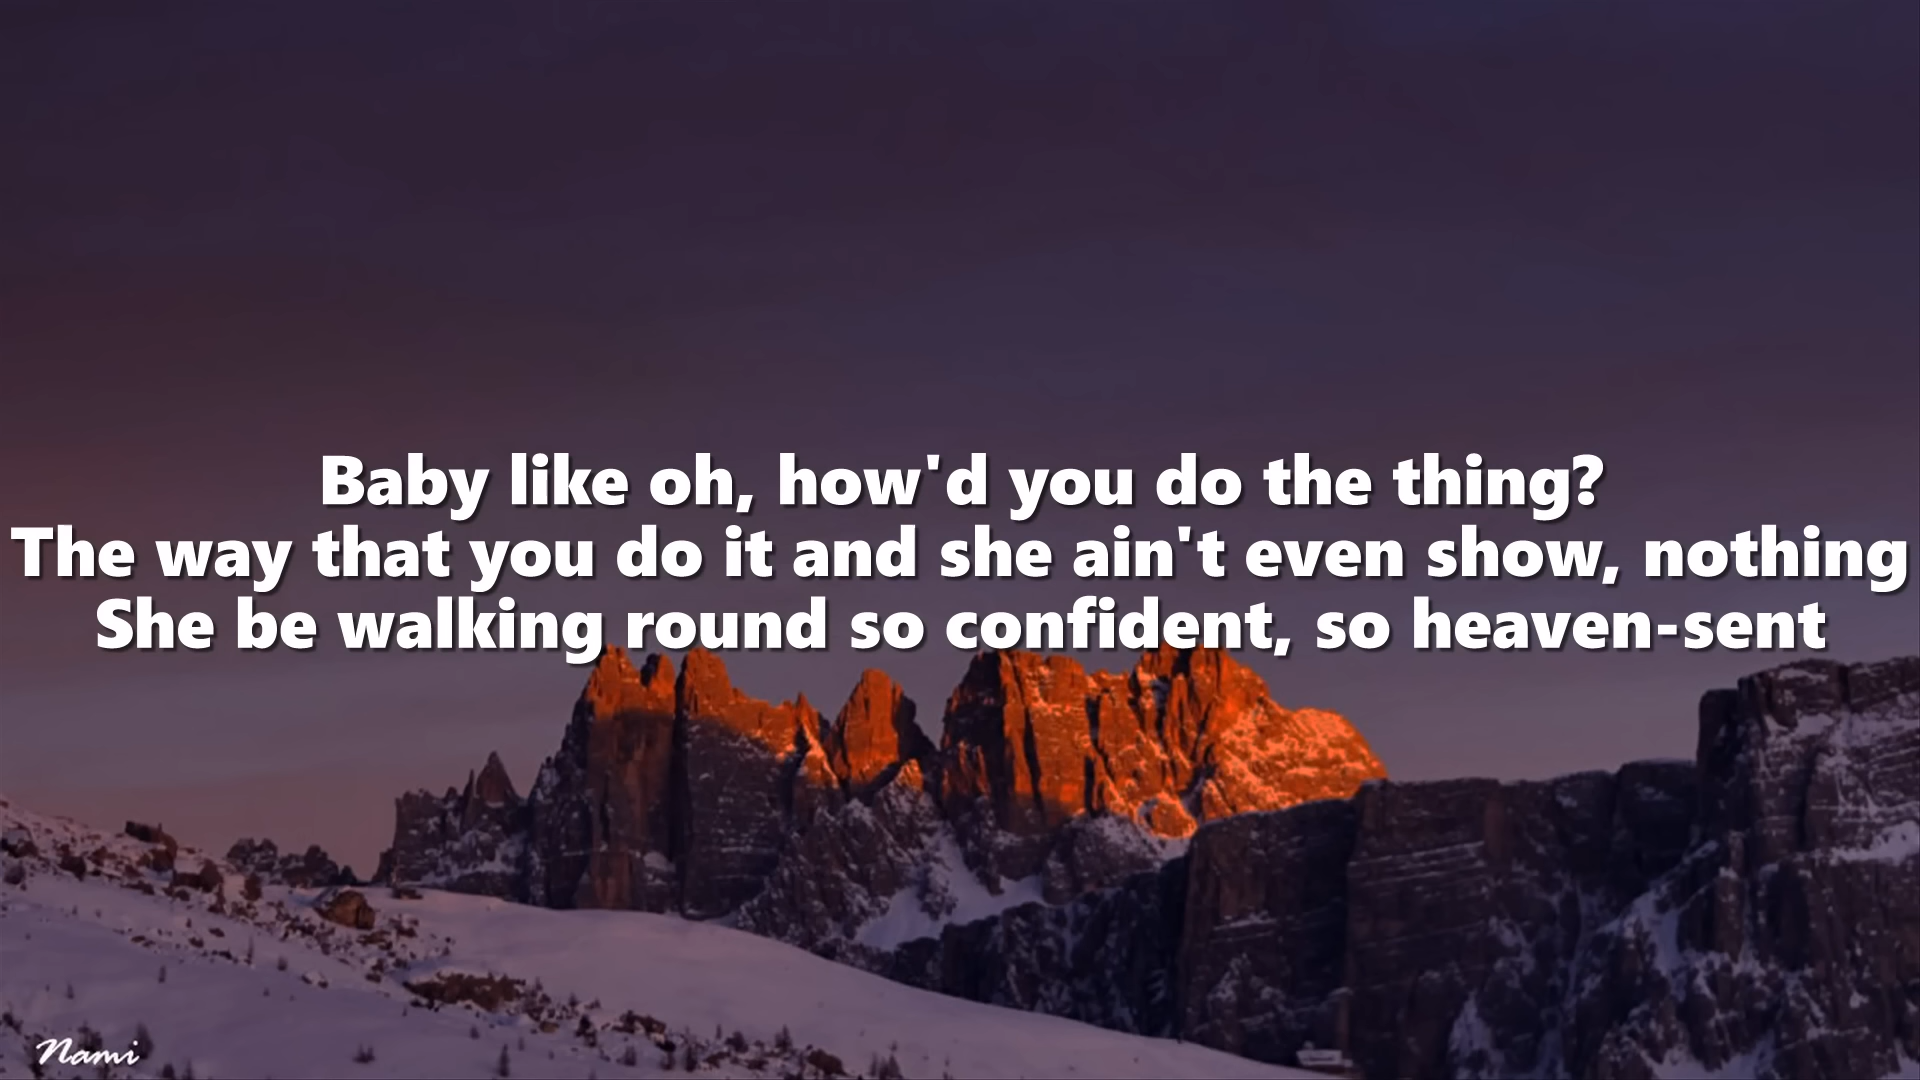 Baby like oh, how'd you do the thing?
The way that you do it and she ain't even show, nothing
She be walking round so confident, so heaven-sent
Nami